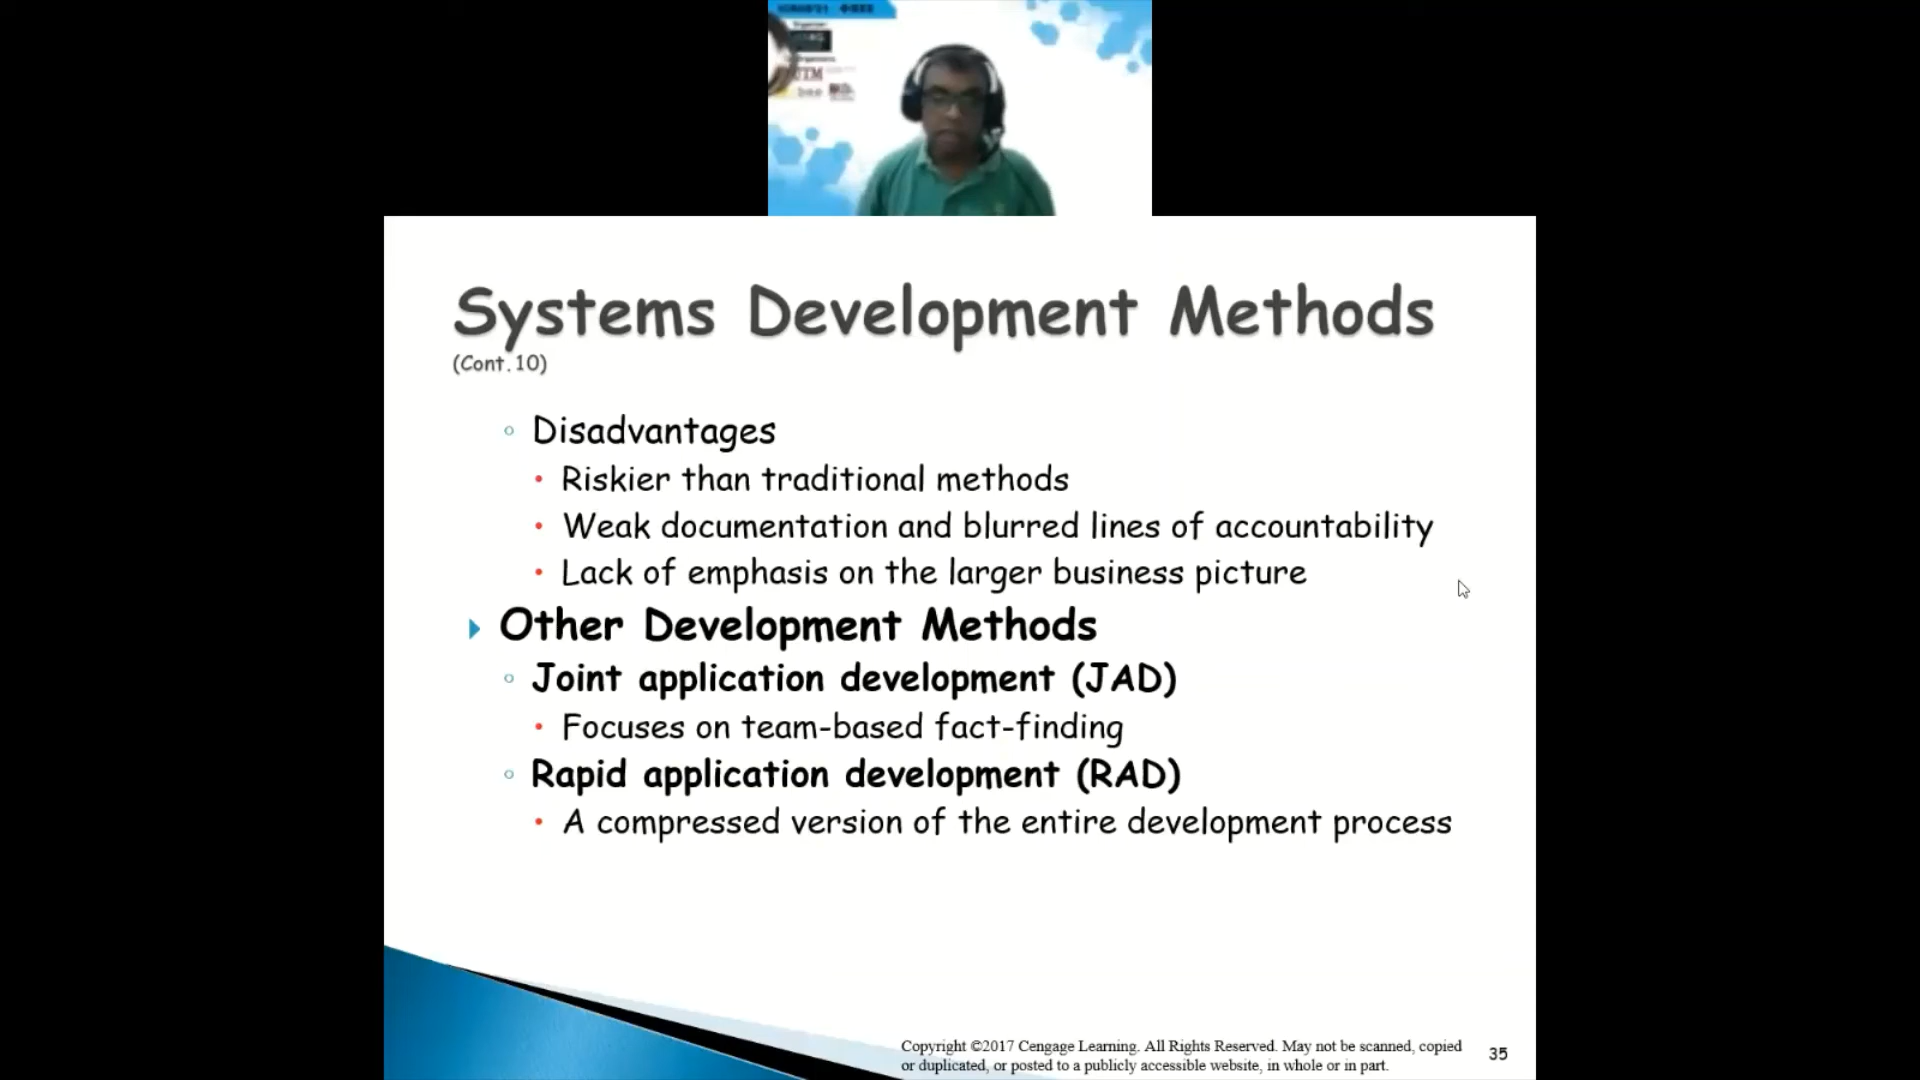 UTM
Systems Development Methods
(Cont.10)
◦ Disadvantages
• Riskier than traditional methods
• Weak documentation and blurred lines of accountability
• Lack of emphasis on the larger business picture
Other Development Methods
◦ Joint application development (JAD)
• Focuses on team-based fact-finding
◦ Rapid application development (RAD)
• A compressed version of the entire development process
Copyright ©2017 Cengage Learning. All Rights Reserved. May not be scanned, copied
or duplicated, or posted to a publicly accessible website, in whole or in part.
35